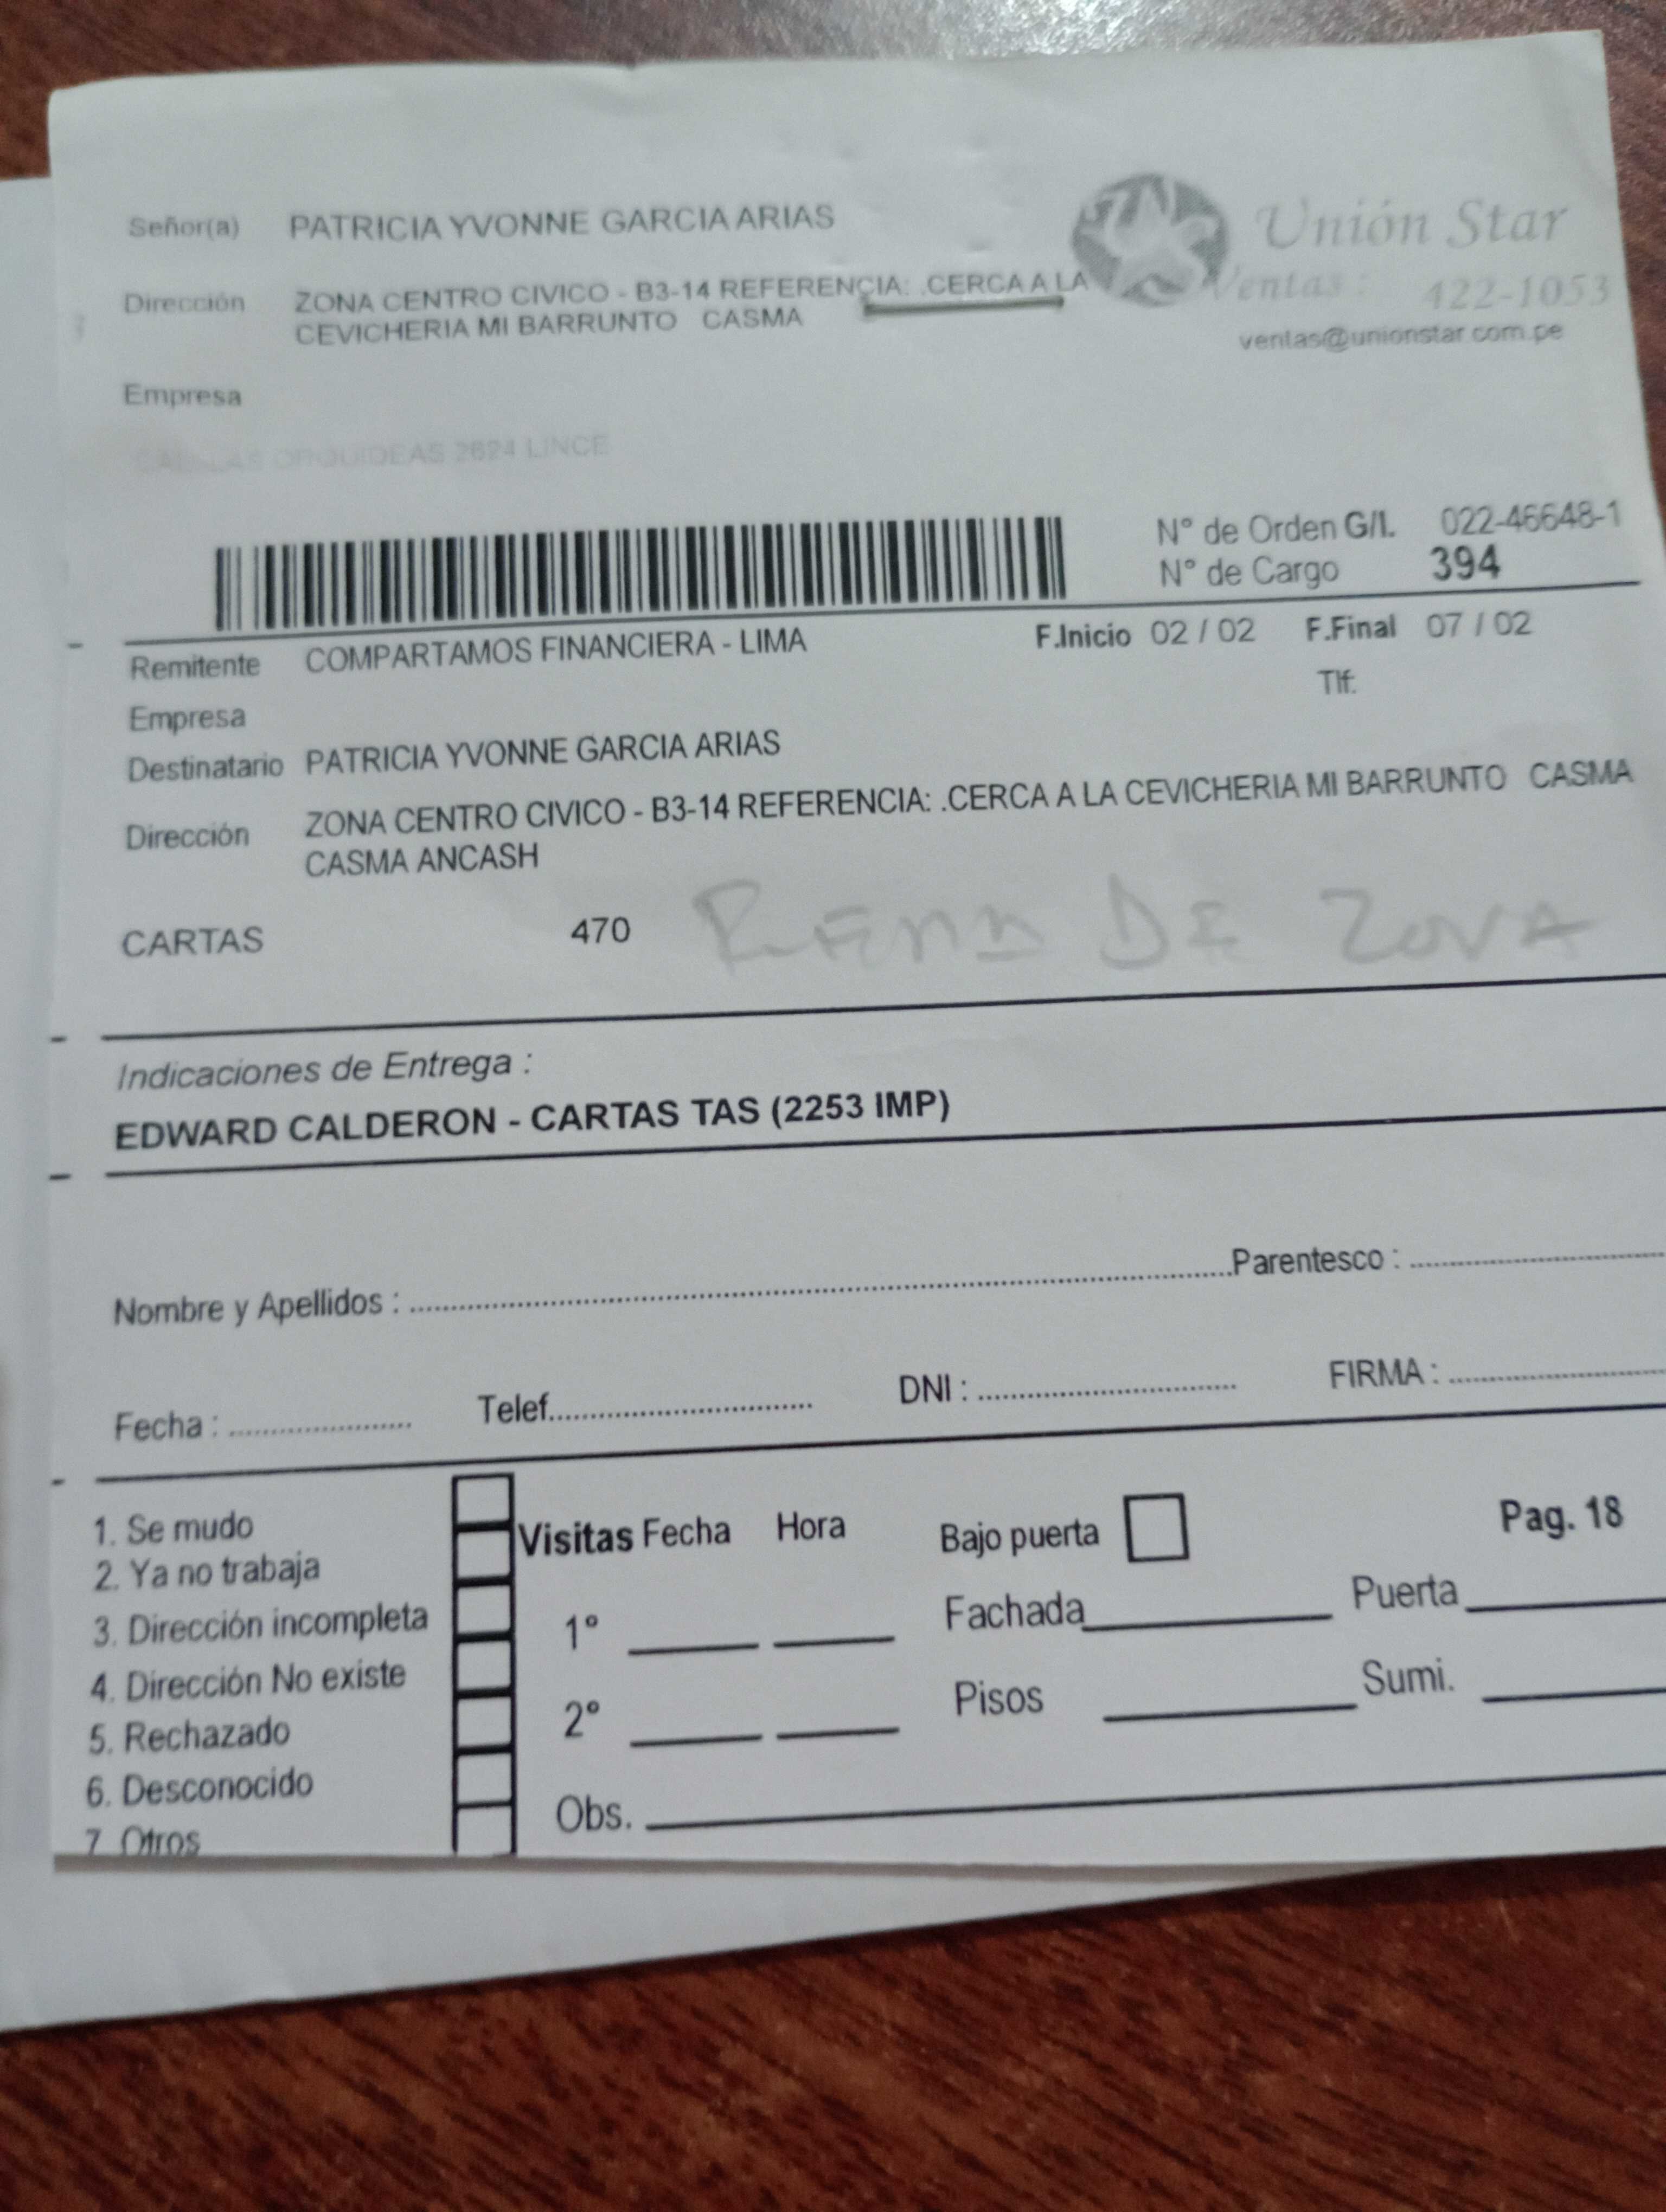 Señor(a) PATRICIA YVONNE GARCIA ARIAS
Unión Star
Dirección ZONA CENTRO CIVICO - B3-14 REFERENCIA: .CERCA A LA
CEVICHERIA MI BARRUNTO CASMA
Ventas : 422-1053
ventas@unionstar.com.pe
Empresa
ORQUIDEAS 2624 LINCE
N° de Orden G/I. 022-46648-1
N° de Cargo 394
Remitente COMPARTAMOS FINANCIERA - LIMA F.Inicio 02 / 02 F.Final 07 / 02
Tlf:
Empresa
Destinatario PATRICIA YVONNE GARCIA ARIAS
Dirección ZONA CENTRO CIVICO - B3-14 REFERENCIA: .CERCA A LA CEVICHERIA MI BARRUNTO CASMA
CASMA ANCASH
CARTAS 470 DE ZONA
Indicaciones de Entrega :
EDWARD CALDERON - CARTAS TAS (2253 IMP)
Nombre y Apellidos : Parentesco :
Fecha : Telef. DNI : FIRMA :
1. Se mudo
2. Ya no trabaja
3. Dirección incompleta
4. Dirección No existe
5. Rechazado
6. Desconocido
7. Otros
Visitas Fecha Hora
1°
2°
Obs.
Bajo puerta
Fachada Puerta
Pisos Sumi.
Pag. 18